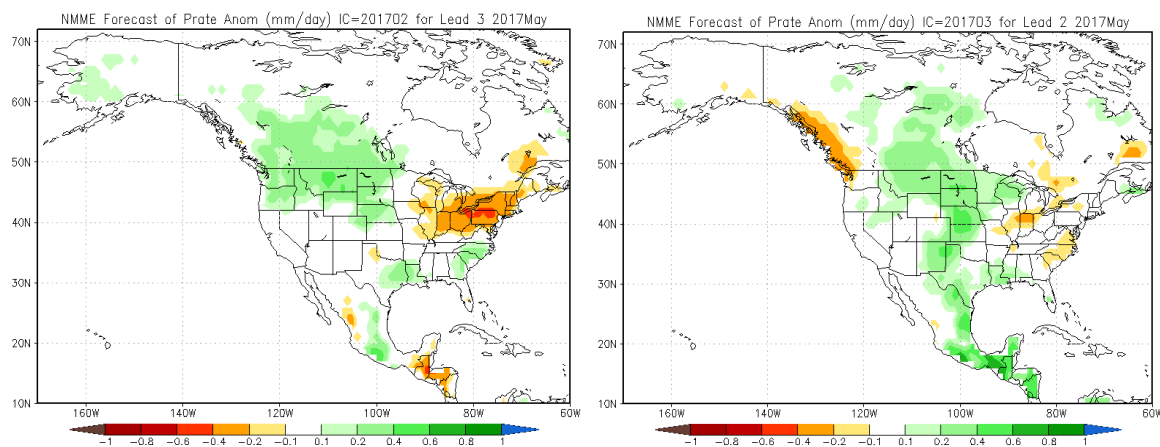 NMME Forecast of Prate Anom (mm/day) IC=201702 for Lead 3 2017May
70N
60N
50N
40N
30N
20N
10N
160W 140W 120W 100W 80W 60W
-1 -0.8 -0.6 -0.4 -0.2 -0.1 0.1 0.2 0.4 0.6 0.8 1
NMME Forecast of Prate Anom (mm/day) IC=201703 for Lead 2 2017May
70N
60N
50N
40N
30N
20N
10N
160W 140W 120W 100W 80W 60W
-1 -0.8 -0.6 -0.4 -0.2 -0.1 0.1 0.2 0.4 0.6 0.8 1